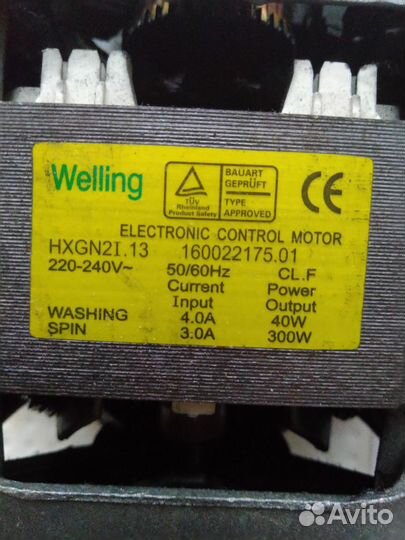 Welling
TÜV
Rheinland
Product Safety
BAUART
GEPRÜFT
TYPE
APPROVED
CE
ELECTRONIC CONTROL MOTOR
HXGN2I.13 160022175.01
220-240V~ 50/60Hz CL.F
Current Power
Input Output
WASHING 4.0A 40W
SPIN 3.0A 300W
Avito